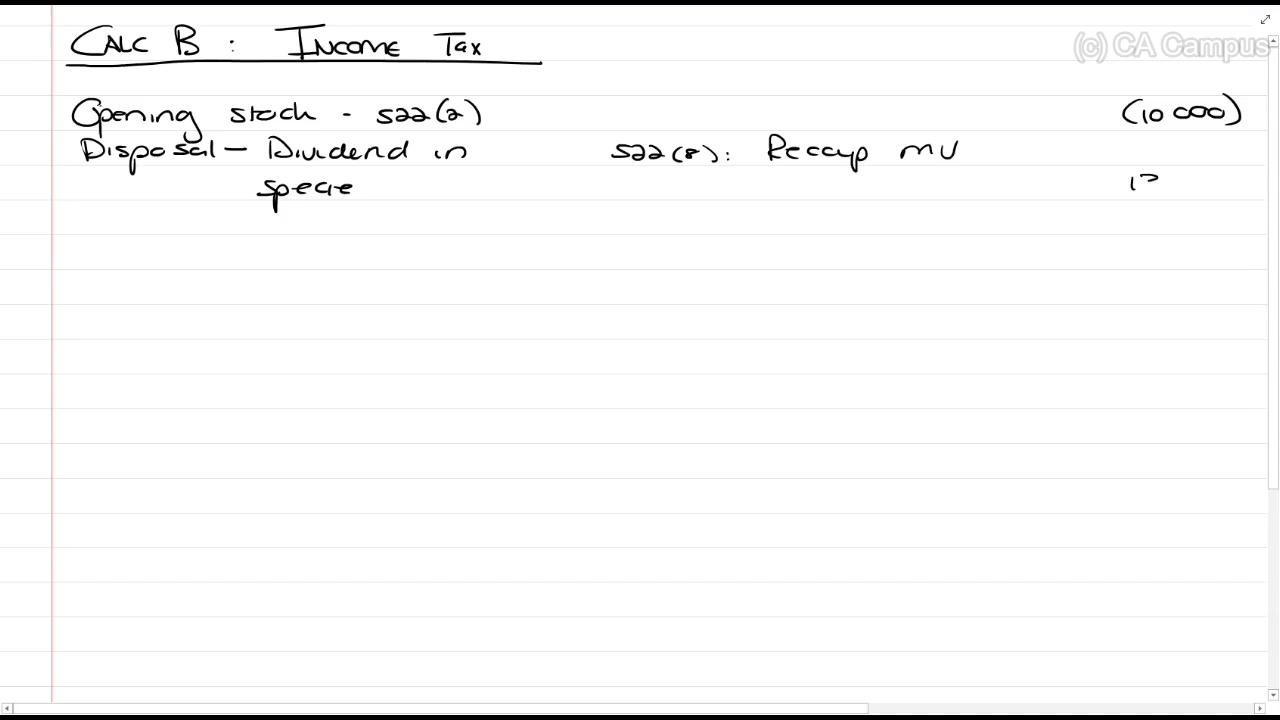 CALC B : INCOME TAX
(c) CA Campus
Opening stock - s22(2) (10 000)
Disposal - Dividend in s22(8): Recoup MV
specie